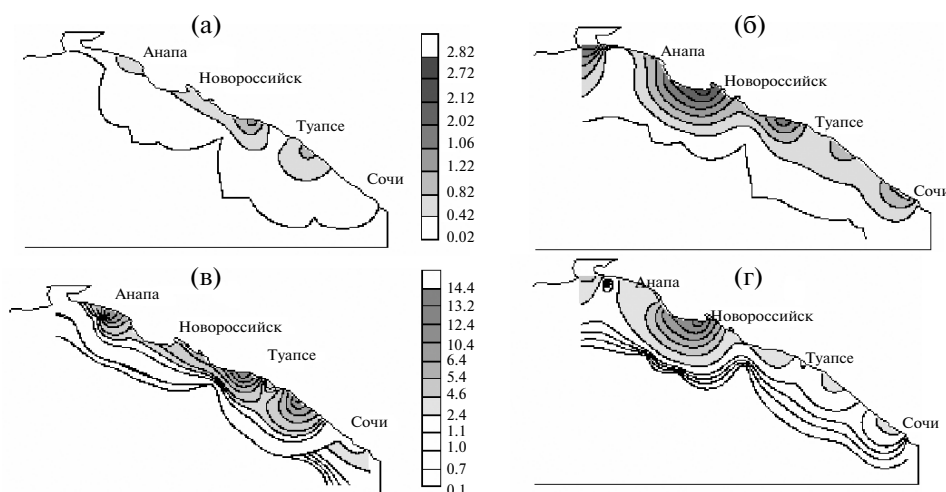 (а)
Анапа
Новороссийск
Туапсе
Сочи
2.82
2.72
2.12
2.02
1.06
1.22
0.82
0.42
0.02
(б)
Анапа
Новороссийск
Туапсе
Сочи
(в)
Анапа
Новороссийск
Туапсе
Сочи
14.4
13.2
12.4
10.4
6.4
5.4
4.6
2.4
1.1
1.0
0.7
0.1
(г)
Анапа
Новороссийск
Туапсе
Сочи